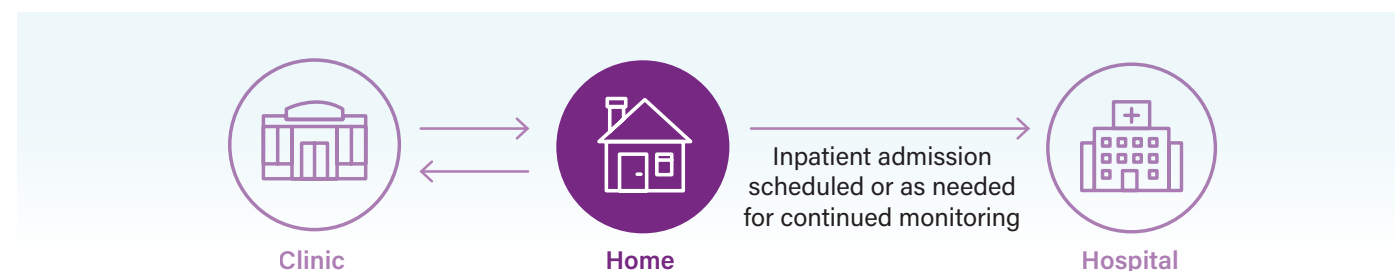 Inpatient admission
scheduled or as needed
for continued monitoring
Clinic
Home
Hospital